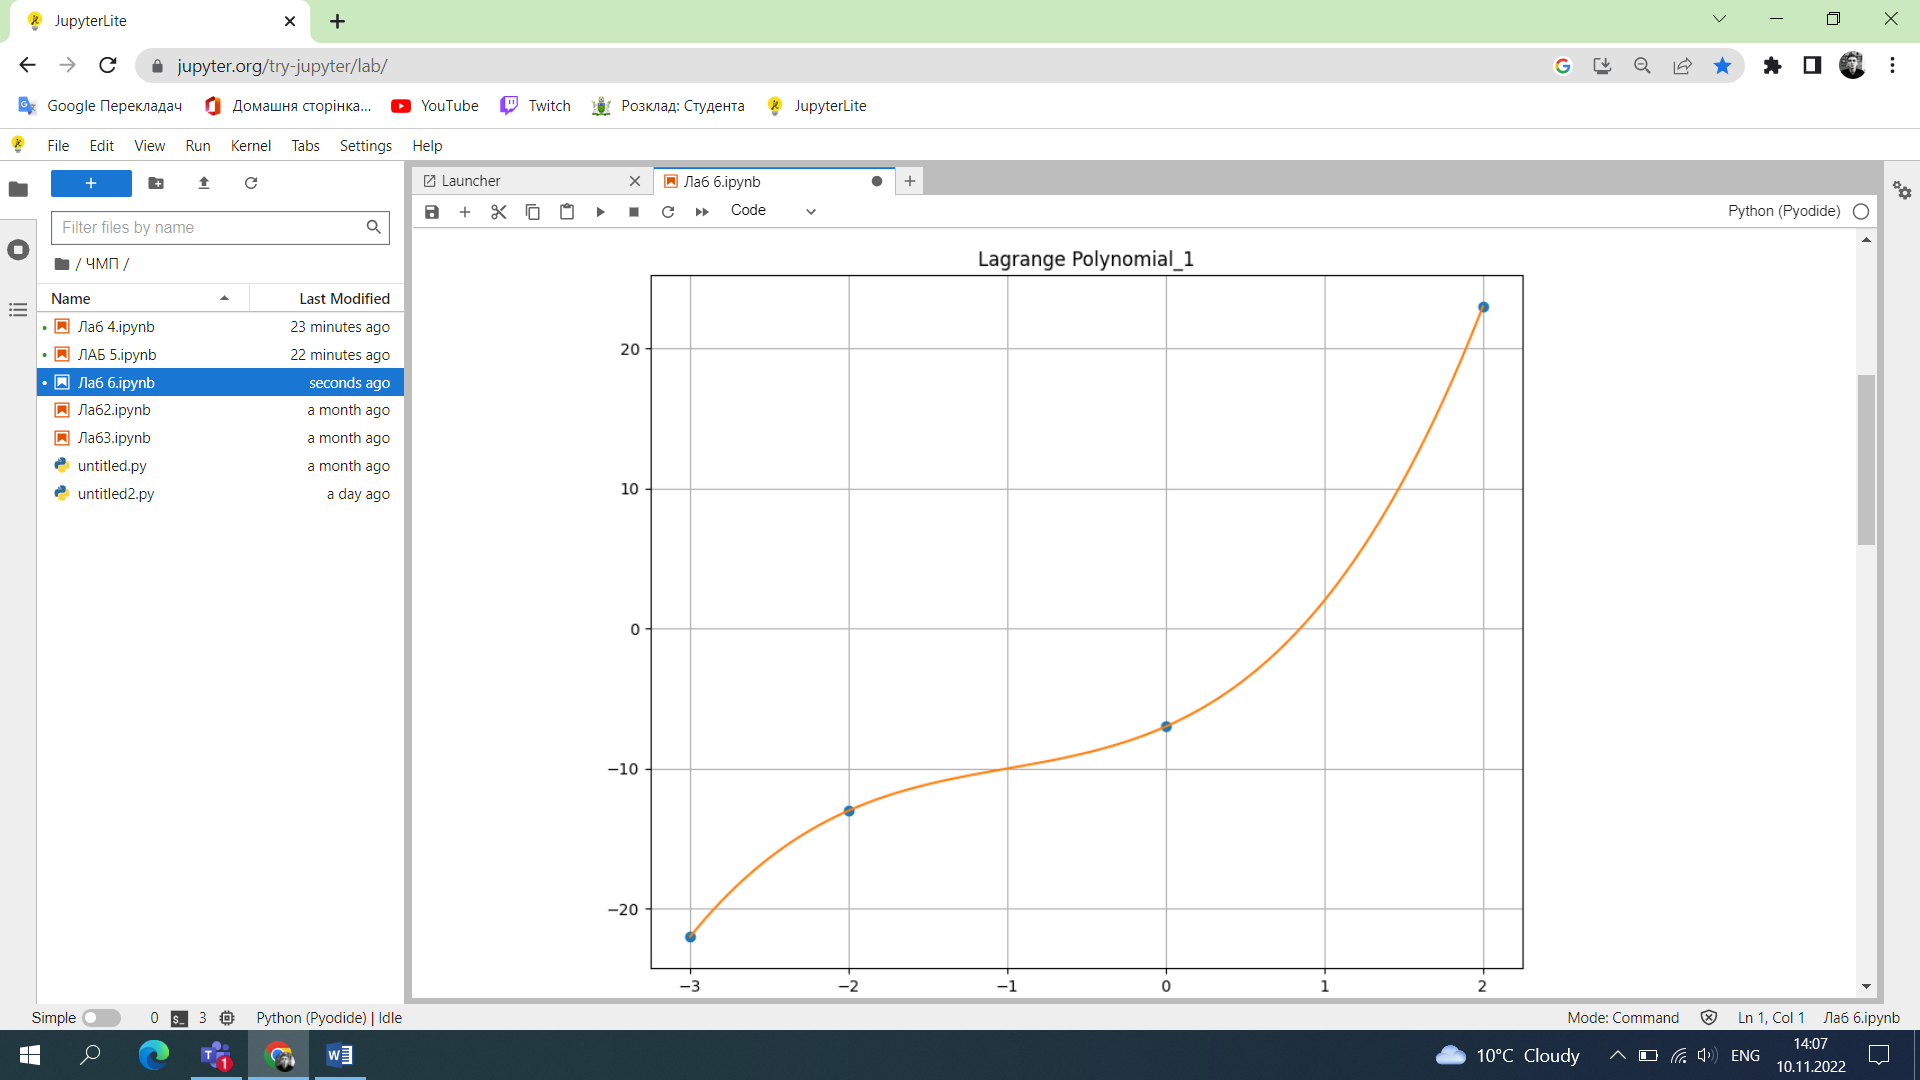 JupyterLite
jupyter.org/try-jupyter/lab/
Google Перекладач Домашня сторінка... YouTube Twitch Розклад: Студента JupyterLite
File Edit View Run Kernel Tabs Settings Help
Launcher Лаб 6.ipynb
Code Python (Pyodide)
Filter files by name
/ ЧМП /
Name Last Modified
Лаб 4.ipynb 23 minutes ago
ЛАБ 5.ipynb 22 minutes ago
Лаб 6.ipynb seconds ago
Лаб2.ipynb a month ago
Лаб3.ipynb a month ago
untitled.py a month ago
untitled2.py a day ago
Lagrange Polynomial_1
20
10
0
−10
−20
−3 −2 −1 0 1 2
Simple 0 3 Python (Pyodide) | Idle Mode: Command Ln 1, Col 1 Лаб 6.ipynb
1 10°C Cloudy ENG 14:07
10.11.2022